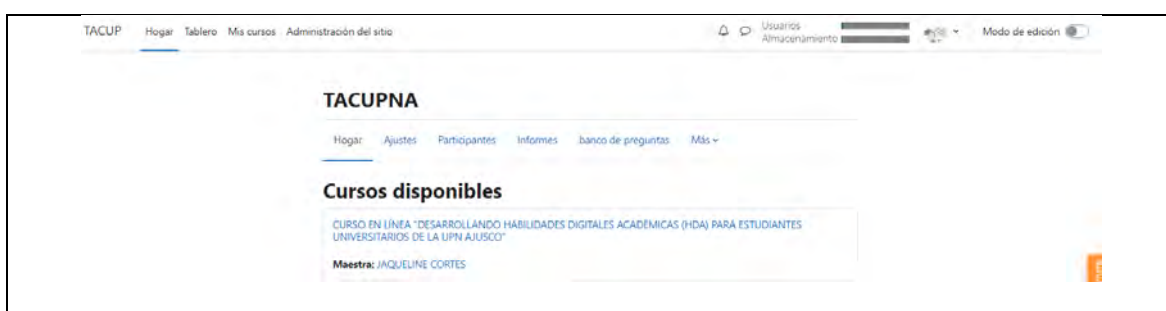 TACUP Hogar Tablero Mis cursos Administración del sitio Usuarios Modo de edición
Almacenamiento
TACUPNA
Hogar Ajustes Participantes Informes banco de preguntas Más
Cursos disponibles
CURSO EN LÍNEA "DESARROLLANDO HABILIDADES DIGITALES ACADÉMICAS (HDA) PARA ESTUDIANTES
UNIVERSITARIOS DE LA UPN AJUSCO"
Maestra: JAQUELINE CORTES